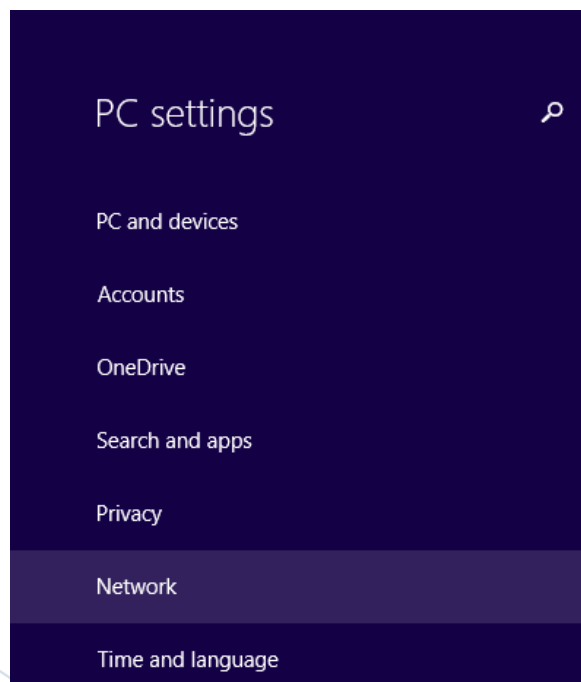 PC settings
PC and devices
Accounts
OneDrive
Search and apps
Privacy
Network
Time and language